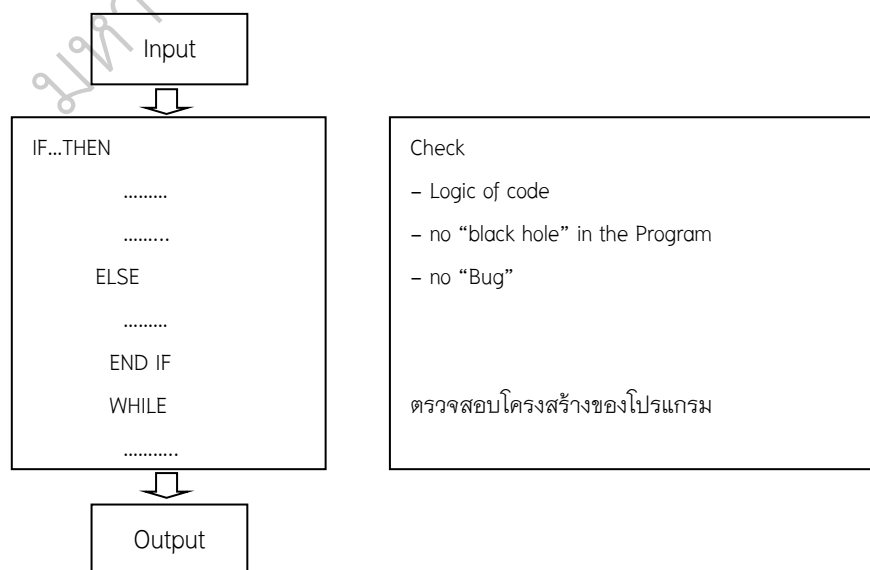 Input
IF...THEN
.........
.........
ELSE
.........
END IF
WHILE
...........
Output
Check
– Logic of code
– no “black hole” in the Program
– no “Bug”
ตรวจสอบโครงสร้างของโปรแกรม